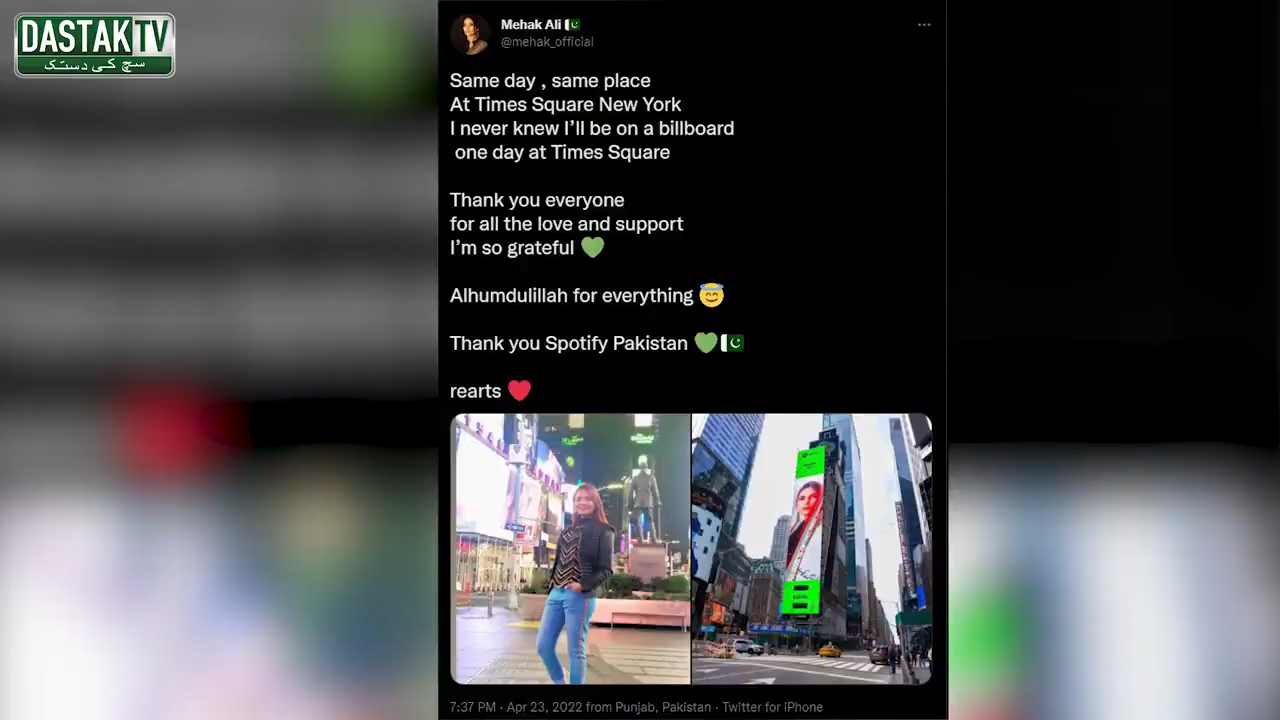 DASTAK TV
سچ کی دستک
Mehak Ali 🇵🇰
@mehak_official
Same day , same place
At Times Square New York
I never knew I’ll be on a billboard
one day at Times Square
Thank you everyone
for all the love and support
I’m so grateful 💚
Alhumdulillah for everything 😇
Thank you Spotify Pakistan 💚🇵🇰
rearts ❤️
7:37 PM · Apr 23, 2022 from Punjab, Pakistan · Twitter for iPhone